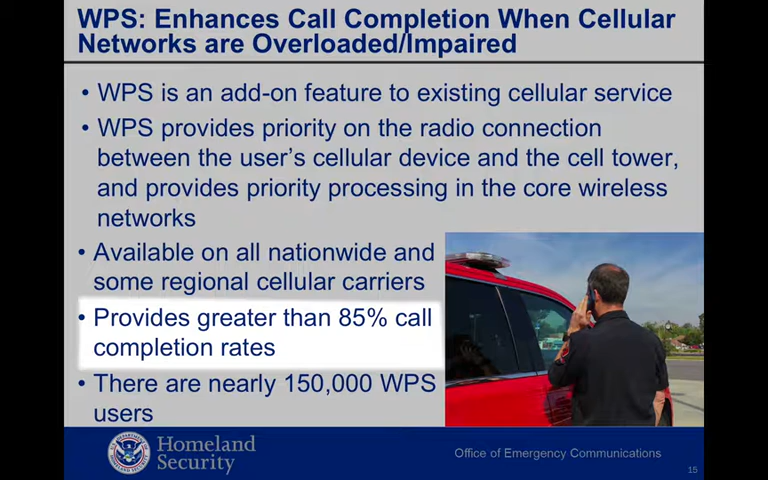 WPS: Enhances Call Completion When Cellular
Networks are Overloaded/Impaired
• WPS is an add-on feature to existing cellular service
• WPS provides priority on the radio connection
between the user's cellular device and the cell tower,
and provides priority processing in the core wireless
networks
• Available on all nationwide and
some regional cellular carriers
• Provides greater than 85% call
completion rates
• There are nearly 150,000 WPS
users
Homeland
Security
Office of Emergency Communications
15